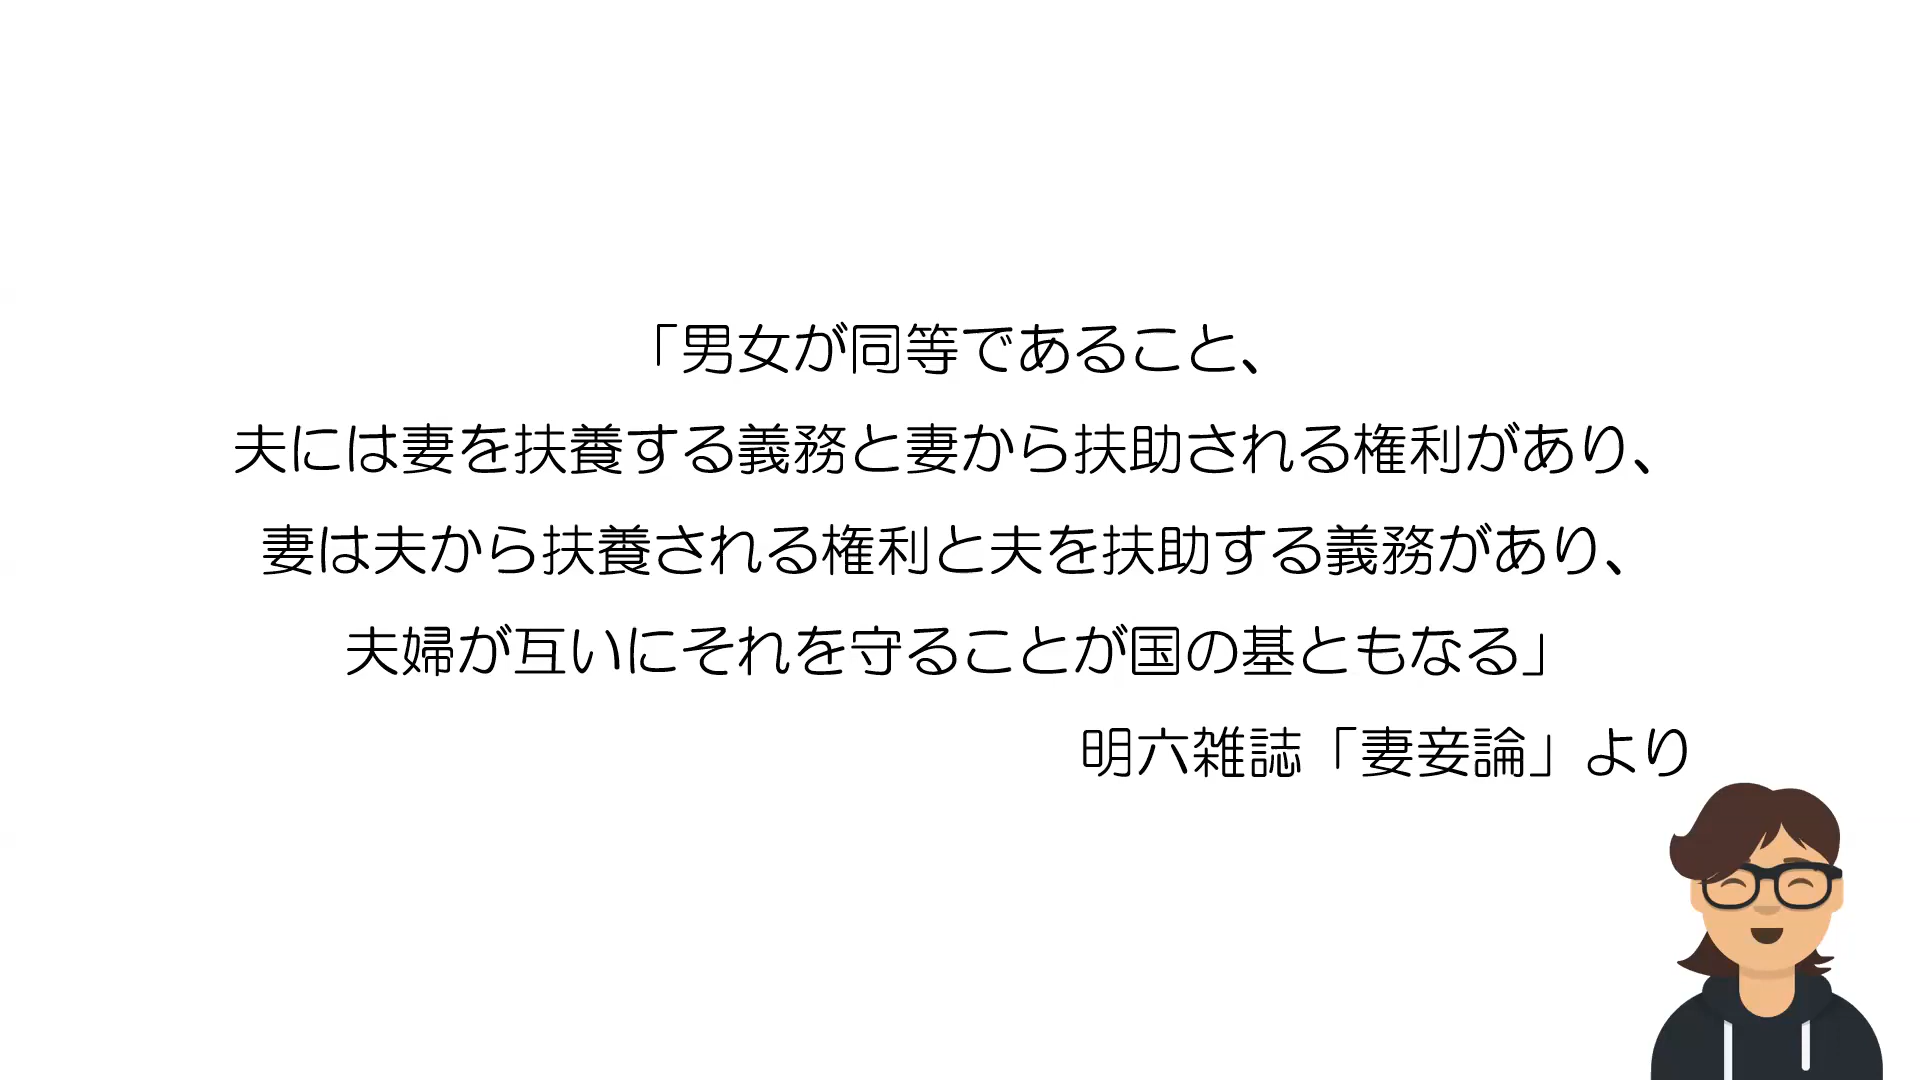 「男女が同等であること、
夫には妻を扶養する義務と妻から扶助される権利があり、
妻は夫から扶養される権利と夫を扶助する義務があり、
夫婦が互いにそれを守ることが国の基ともなる」
明六雑誌「妻妾論」より